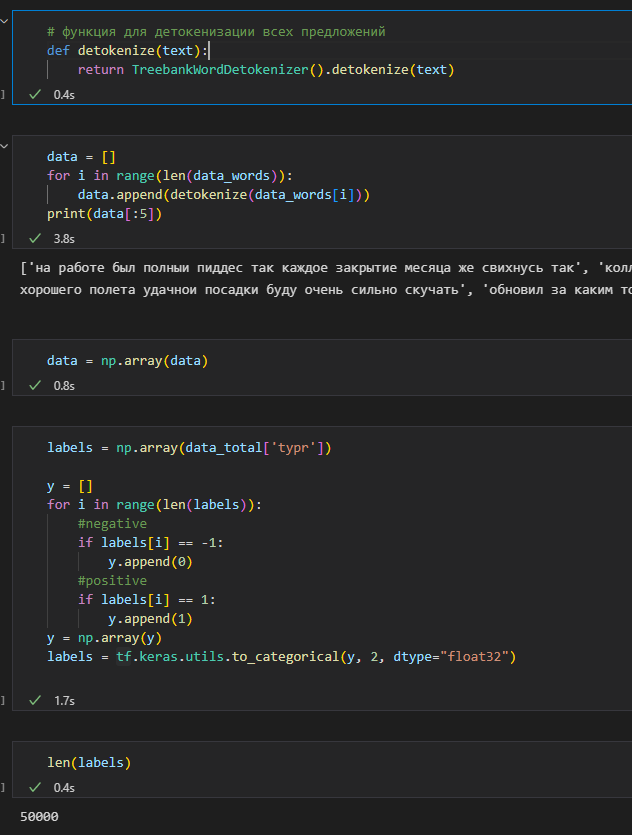 # функция для детокенизации всех предложений
def detokenize(text):
    return TreebankWordDetokenizer().detokenize(text)
] ✓ 0.4s
data = []
for i in range(len(data_words)):
    data.append(detokenize(data_words[i]))
print(data[:5])
] ✓ 3.8s
['на работе был полныи пиддес так каждое закрытие месяца же свихнусь так', 'колл
хорошего полета удачнои посадки буду очень сильно скучать', 'обновил за каким то
data = np.array(data)
] ✓ 0.8s
labels = np.array(data_total['typr'])
y = []
for i in range(len(labels)):
    #negative
    if labels[i] == -1:
        y.append(0)
    #positive
    if labels[i] == 1:
        y.append(1)
y = np.array(y)
labels = tf.keras.utils.to_categorical(y, 2, dtype="float32")
] ✓ 1.7s
len(labels)
] ✓ 0.4s
50000